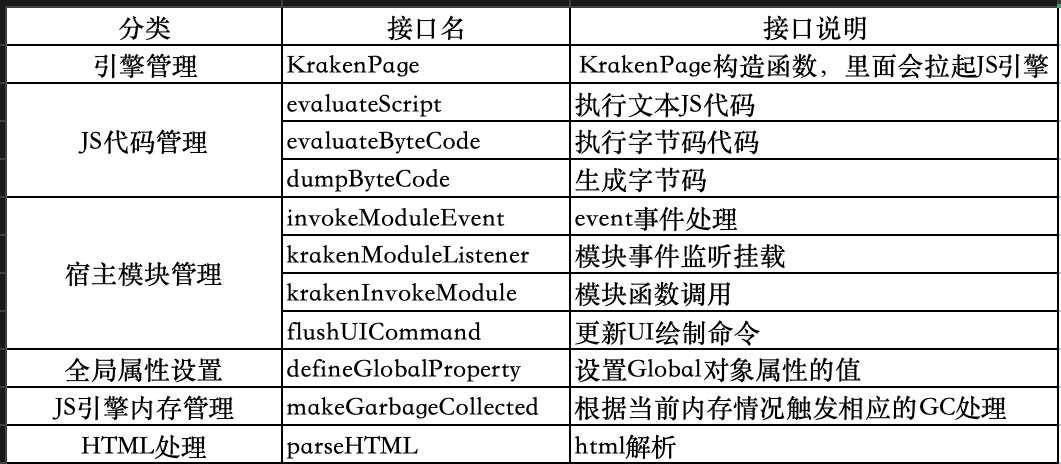 分类 接口名 接口说明
引擎管理 KrakenPage KrakenPage构造函数，里面会拉起JS引擎
JS代码管理 evaluateScript 执行文本JS代码
evaluateByteCode 执行字节码代码
dumpByteCode 生成字节码
宿主模块管理 invokeModuleEvent event事件处理
krakenModuleListener 模块事件监听挂载
krakenInvokeModule 模块函数调用
flushUICommand 更新UI绘制命令
全局属性设置 defineGlobalProperty 设置Global对象属性的值
JS引擎内存管理 makeGarbageCollected 根据当前内存情况触发相应的GC处理
HTML处理 parseHTML html解析